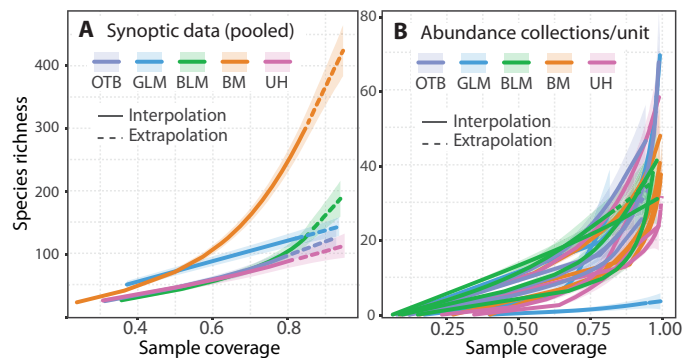 A Synoptic data (pooled)
OTB GLM BLM BM UH
Interpolation
Extrapolation
Species richness
400
300
200
100
0.4 0.6 0.8
Sample coverage
B Abundance collections/unit
OTB GLM BLM BM UH
Interpolation
Extrapolation
80
60
40
20
0
0.25 0.50 0.75 1.00
Sample coverage